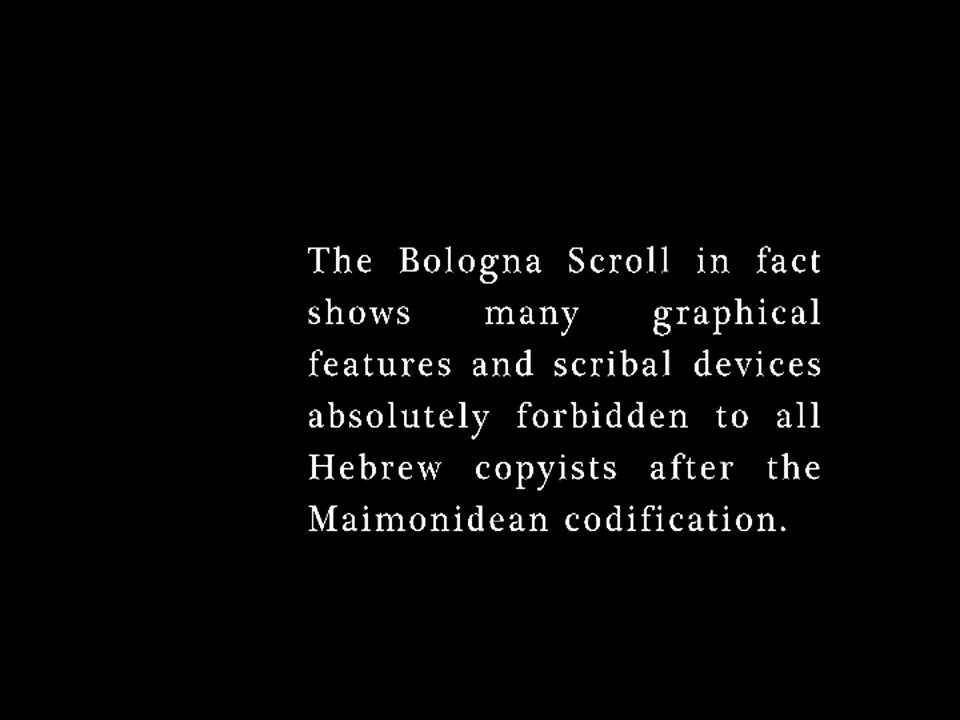 The Bologna Scroll in fact
shows many graphical
features and scribal devices
absolutely forbidden to all
Hebrew copyists after the
Maimonidean codification.